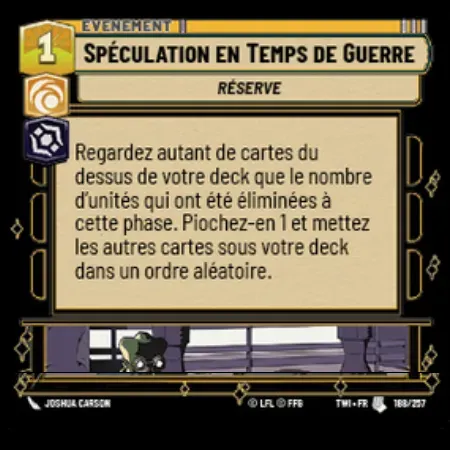 EVENEMENT
1
SPÉCULATION EN TEMPS DE GUERRE
RÉSERVE
Regardez autant de cartes du
dessus de votre deck que le nombre
d'unités qui ont été éliminées à
cette phase. Piochez-en 1 et mettez
les autres cartes sous votre deck
dans un ordre aléatoire.
JOSHUA CARSON
© LFL © FFG
TWI • FR
188/257